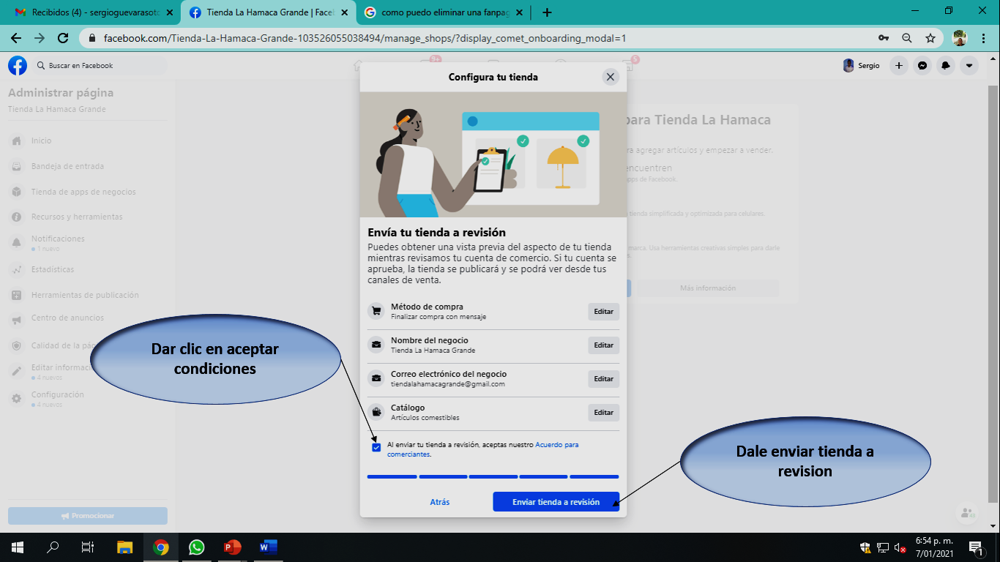 Recibidos (4) - sergioguevarasoto
Tienda La Hamaca Grande | Face
como puedo eliminar una fanpag
facebook.com/Tienda-La-Hamaca-Grande-103526055038494/manage_shops/?display_comet_onboarding_modal=1
Buscar en Facebook
9+
5
Sergio
Administrar página
Tienda La Hamaca Grande
Inicio
Bandeja de entrada
Tienda de apps de negocios
Recursos y herramientas
Notificaciones
1 nuevo
Estadísticas
Herramientas de publicación
Centro de anuncios
Calidad de la pág
Editar informaci
4 nuevos
Configuración
4 nuevos
Promocionar
Configura tu tienda
Envía tu tienda a revisión
Puedes obtener una vista previa del aspecto de tu tienda
mientras revisamos tu cuenta de comercio. Si tu cuenta se
aprueba, la tienda se publicará y se podrá ver desde tus
canales de venta.
Método de compra
Finalizar compra con mensaje
Editar
Nombre del negocio
Tienda La Hamaca Grande
Editar
Correo electrónico del negocio
tiendalahamacagrande@gmail.com
Editar
Catálogo
Artículos comestibles
Editar
Al enviar tu tienda a revisión, aceptas nuestro Acuerdo para
comerciantes.
Atrás
Enviar tienda a revisión
para Tienda La Hamaca
ra agregar artículos y empezar a vender.
encuentren
apps de Facebook.
tienda simplificada y optimizada para celulares.
marca. Usa herramientas creativas simples para darle
Más información
Dar clic en aceptar
condiciones
Dale enviar tienda a
revision
6:54 p. m.
7/01/2021
1